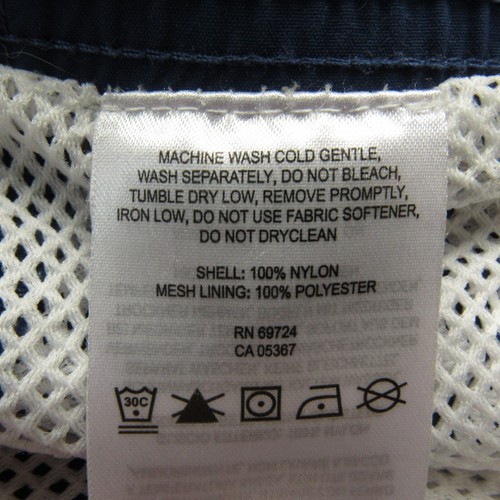 MACHINE WASH COLD GENTLE,
WASH SEPARATELY, DO NOT BLEACH,
TUMBLE DRY LOW, REMOVE PROMPTLY,
IRON LOW, DO NOT USE FABRIC SOFTENER,
DO NOT DRYCLEAN
SHELL: 100% NYLON
MESH LINING: 100% POLYESTER
RN 69724
CA 05367
30C